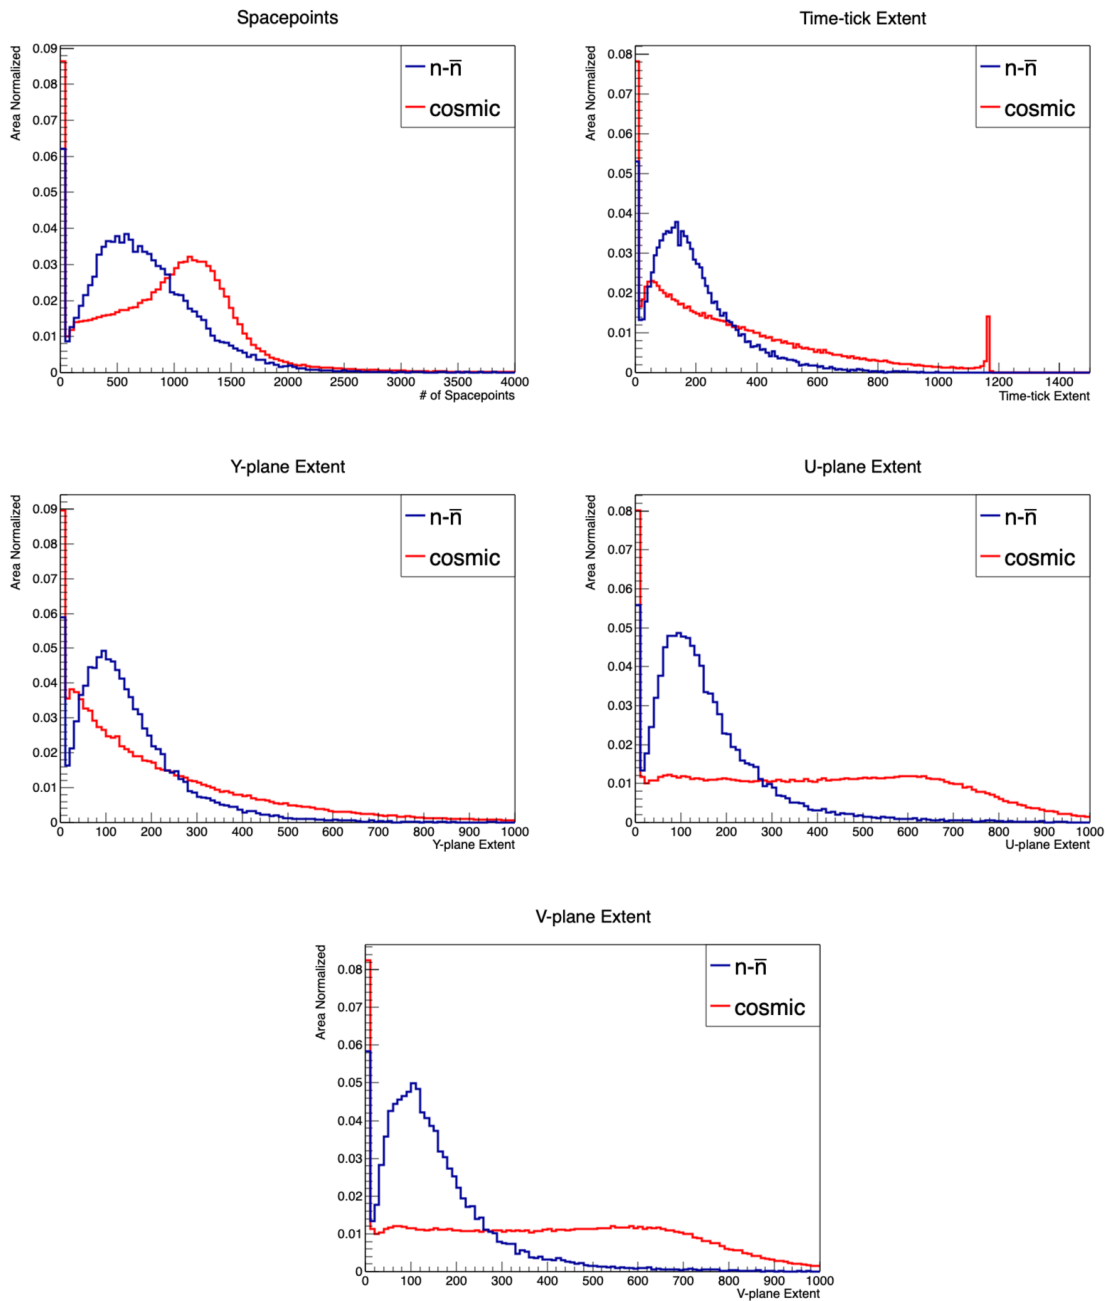 Spacepoints
Area Normalized
n-n̅
cosmic
0.09
0.08
0.07
0.06
0.05
0.04
0.03
0.02
0.01
0
0 500 1000 1500 2000 2500 3000 3500 4000
# of Spacepoints
Time-tick Extent
Area Normalized
n-n̅
cosmic
0.08
0.07
0.06
0.05
0.04
0.03
0.02
0.01
0
0 200 400 600 800 1000 1200 1400
Time-tick Extent
Y-plane Extent
Area Normalized
n-n̅
cosmic
0.09
0.08
0.07
0.06
0.05
0.04
0.03
0.02
0.01
0
0 100 200 300 400 500 600 700 800 900 1000
Y-plane Extent
U-plane Extent
Area Normalized
n-n̅
cosmic
0.08
0.07
0.06
0.05
0.04
0.03
0.02
0.01
0
0 100 200 300 400 500 600 700 800 900 1000
U-plane Extent
V-plane Extent
Area Normalized
n-n̅
cosmic
0.08
0.07
0.06
0.05
0.04
0.03
0.02
0.01
0
0 100 200 300 400 500 600 700 800 900 1000
V-plane Extent